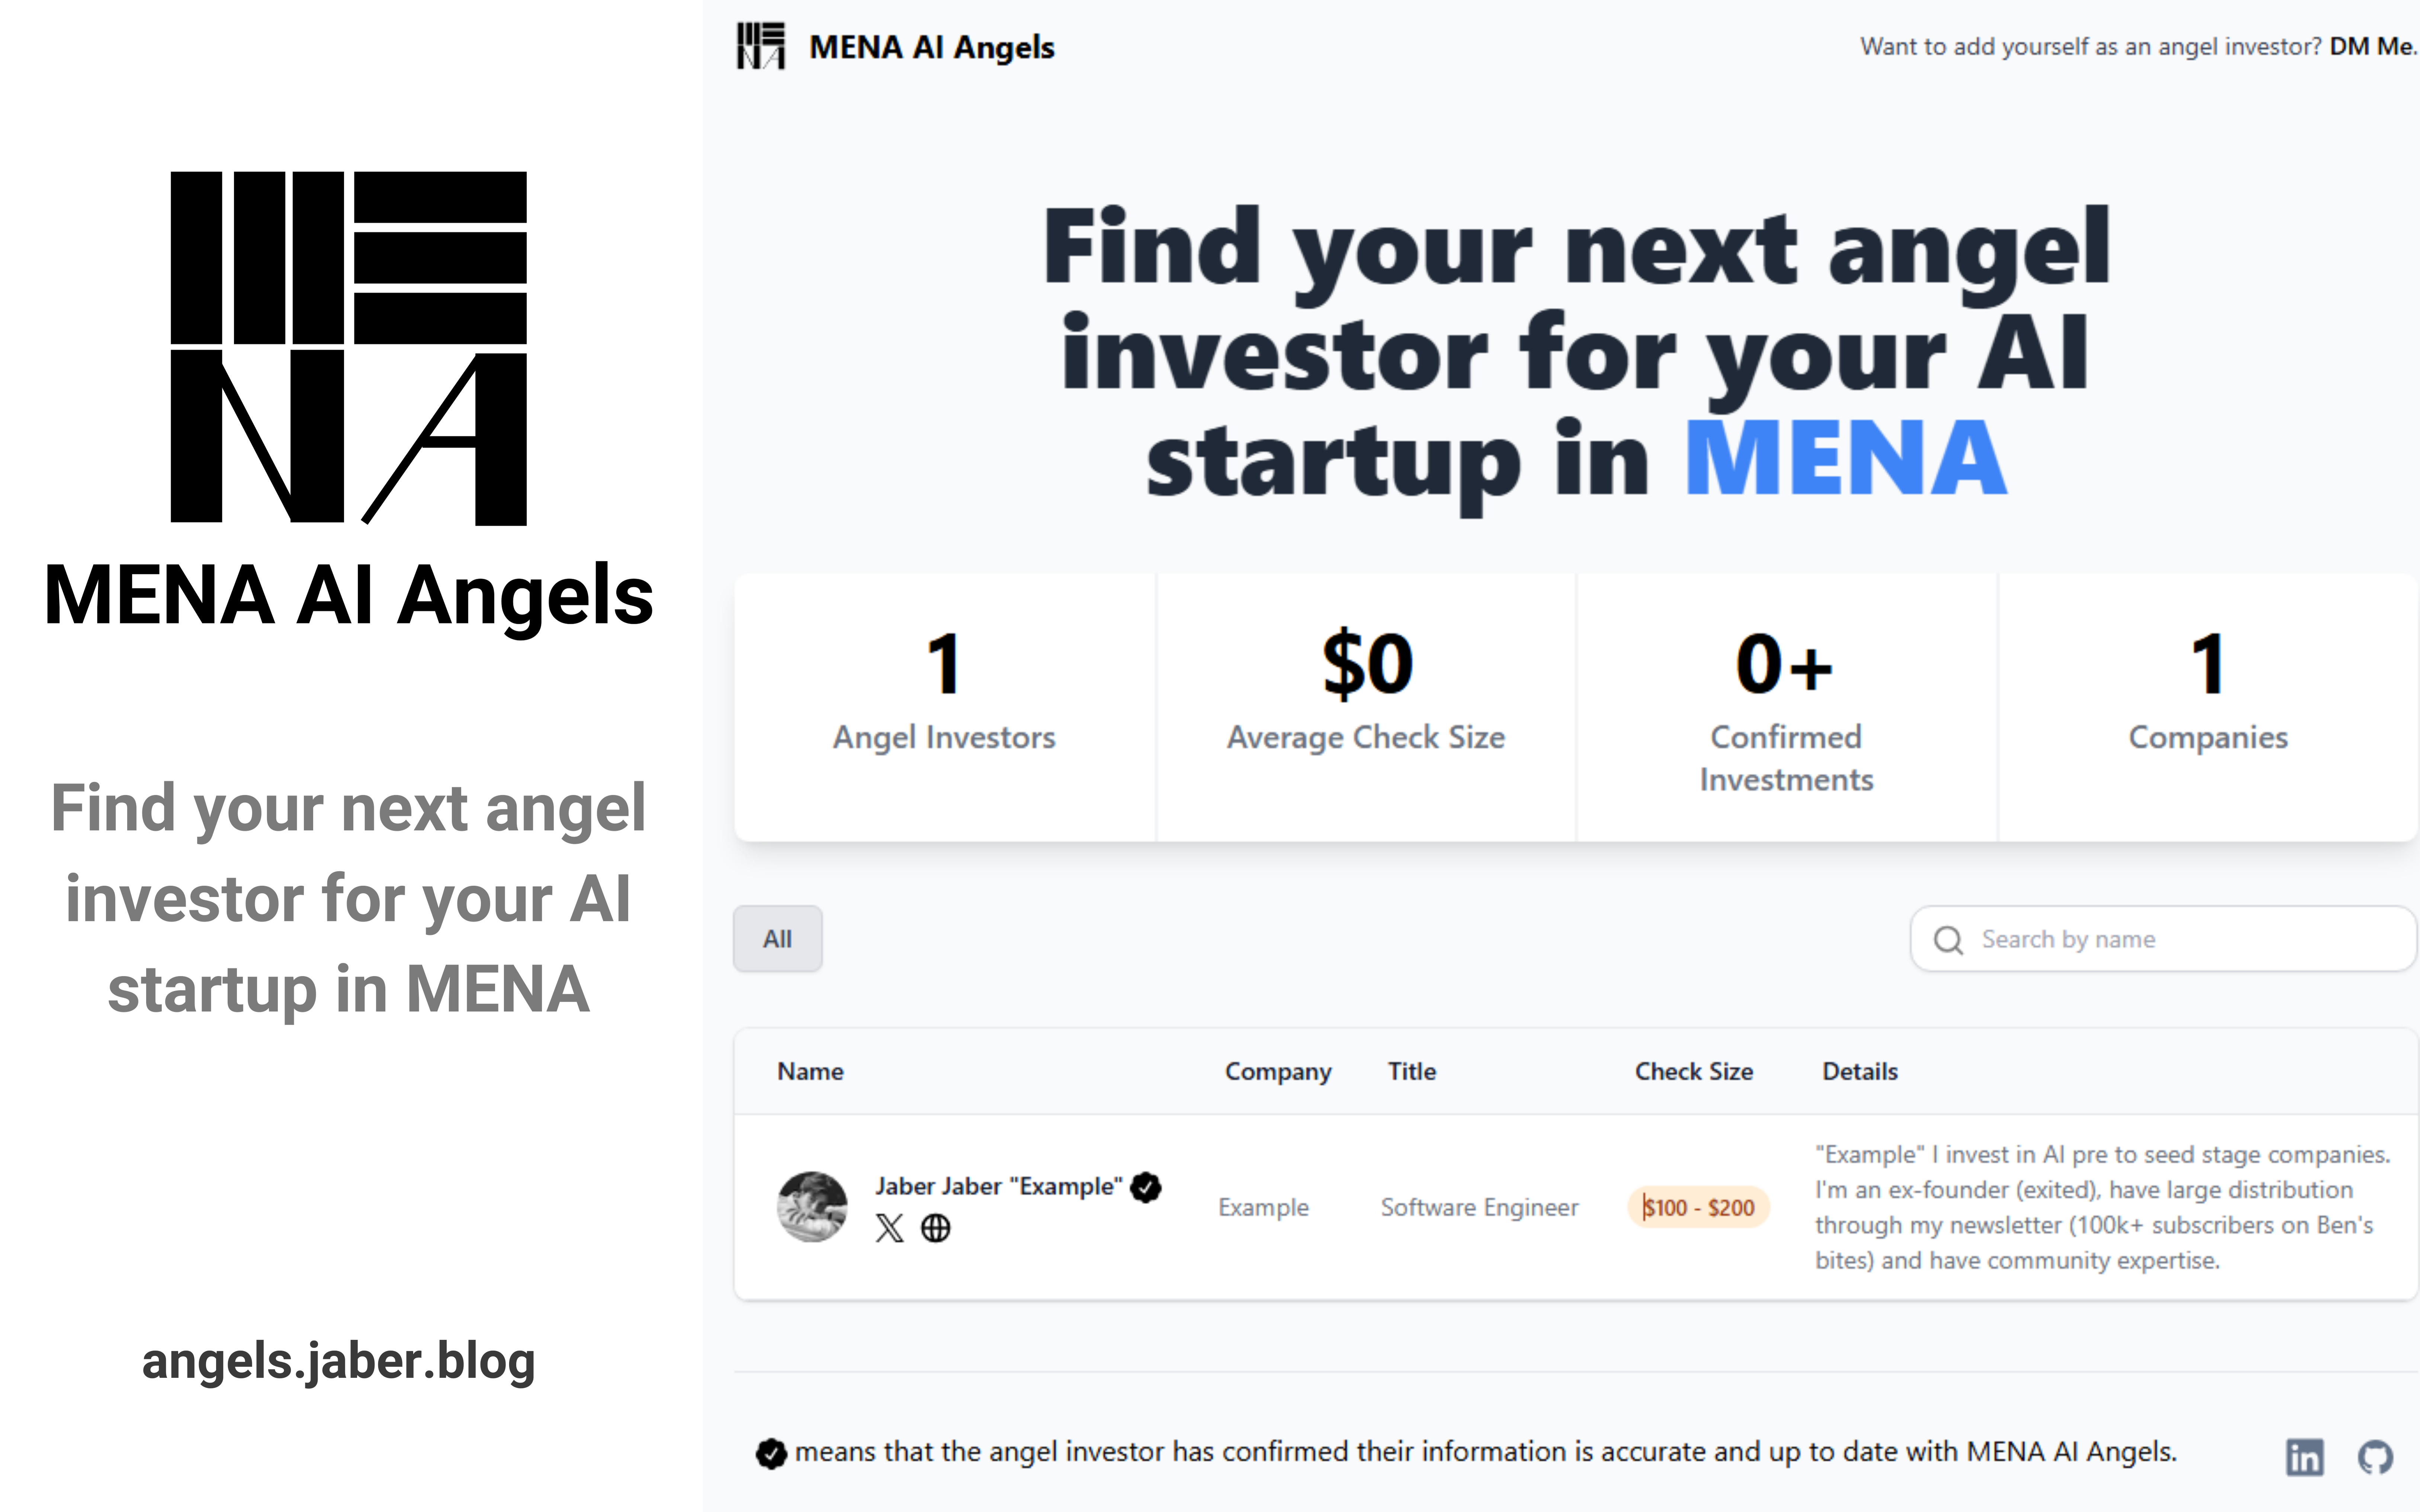 MENA
MENA AI Angels
Find your next angel
investor for your AI
startup in MENA
angels.jaber.blog
MENA
MENA AI Angels
Want to add yourself as an angel investor? DM Me.
Find your next angel
investor for your AI
startup in MENA
1
Angel Investors
$0
Average Check Size
0+
Confirmed
Investments
1
Companies
All
Search by name
Name Company Title Check Size Details
Jaber Jaber "Example"
Example
Software Engineer
$100 - $200
"Example" I invest in AI pre to seed stage companies.
I'm an ex-founder (exited), have large distribution
through my newsletter (100k+ subscribers on Ben's
bites) and have community expertise.
means that the angel investor has confirmed their information is accurate and up to date with MENA AI Angels.
in